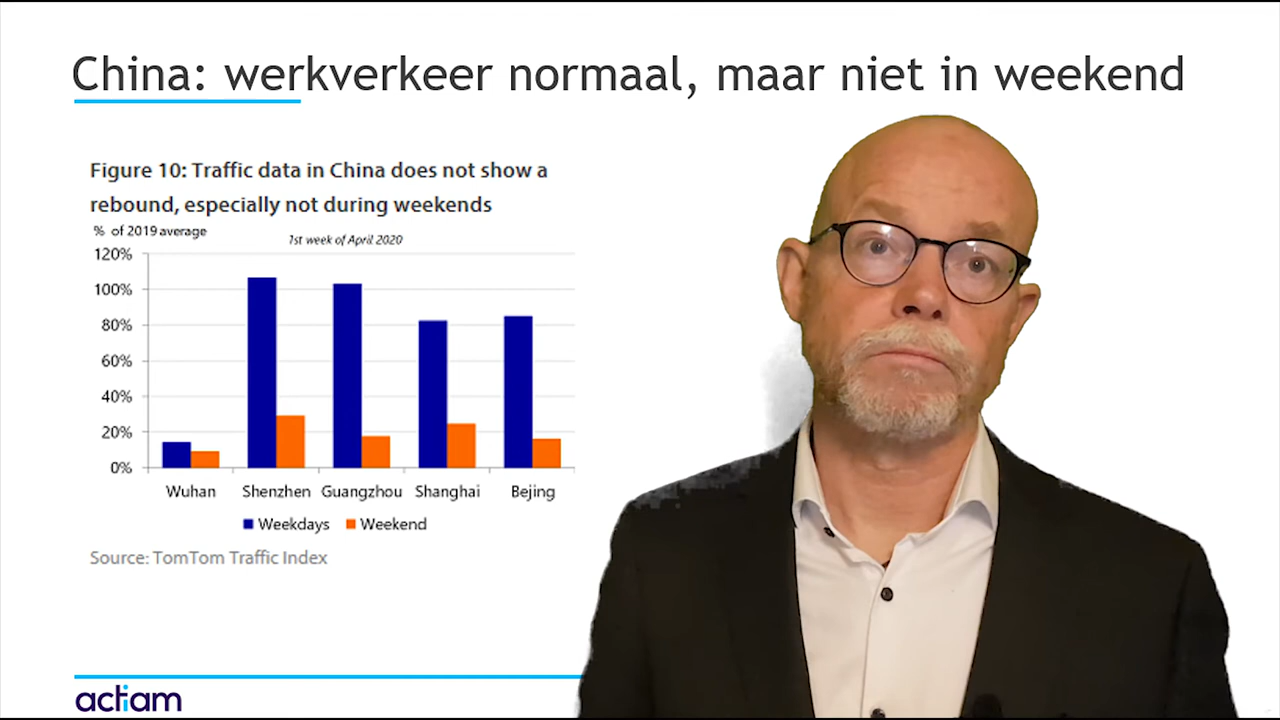 China: werkverkeer normaal, maar niet in weekend
Figure 10: Traffic data in China does not show a
rebound, especially not during weekends
% of 2019 average
1st week of April 2020
120%
100%
80%
60%
40%
20%
0%
Wuhan Shenzhen Guangzhou Shanghai Bejing
Weekdays Weekend
Source: TomTom Traffic Index
actiam